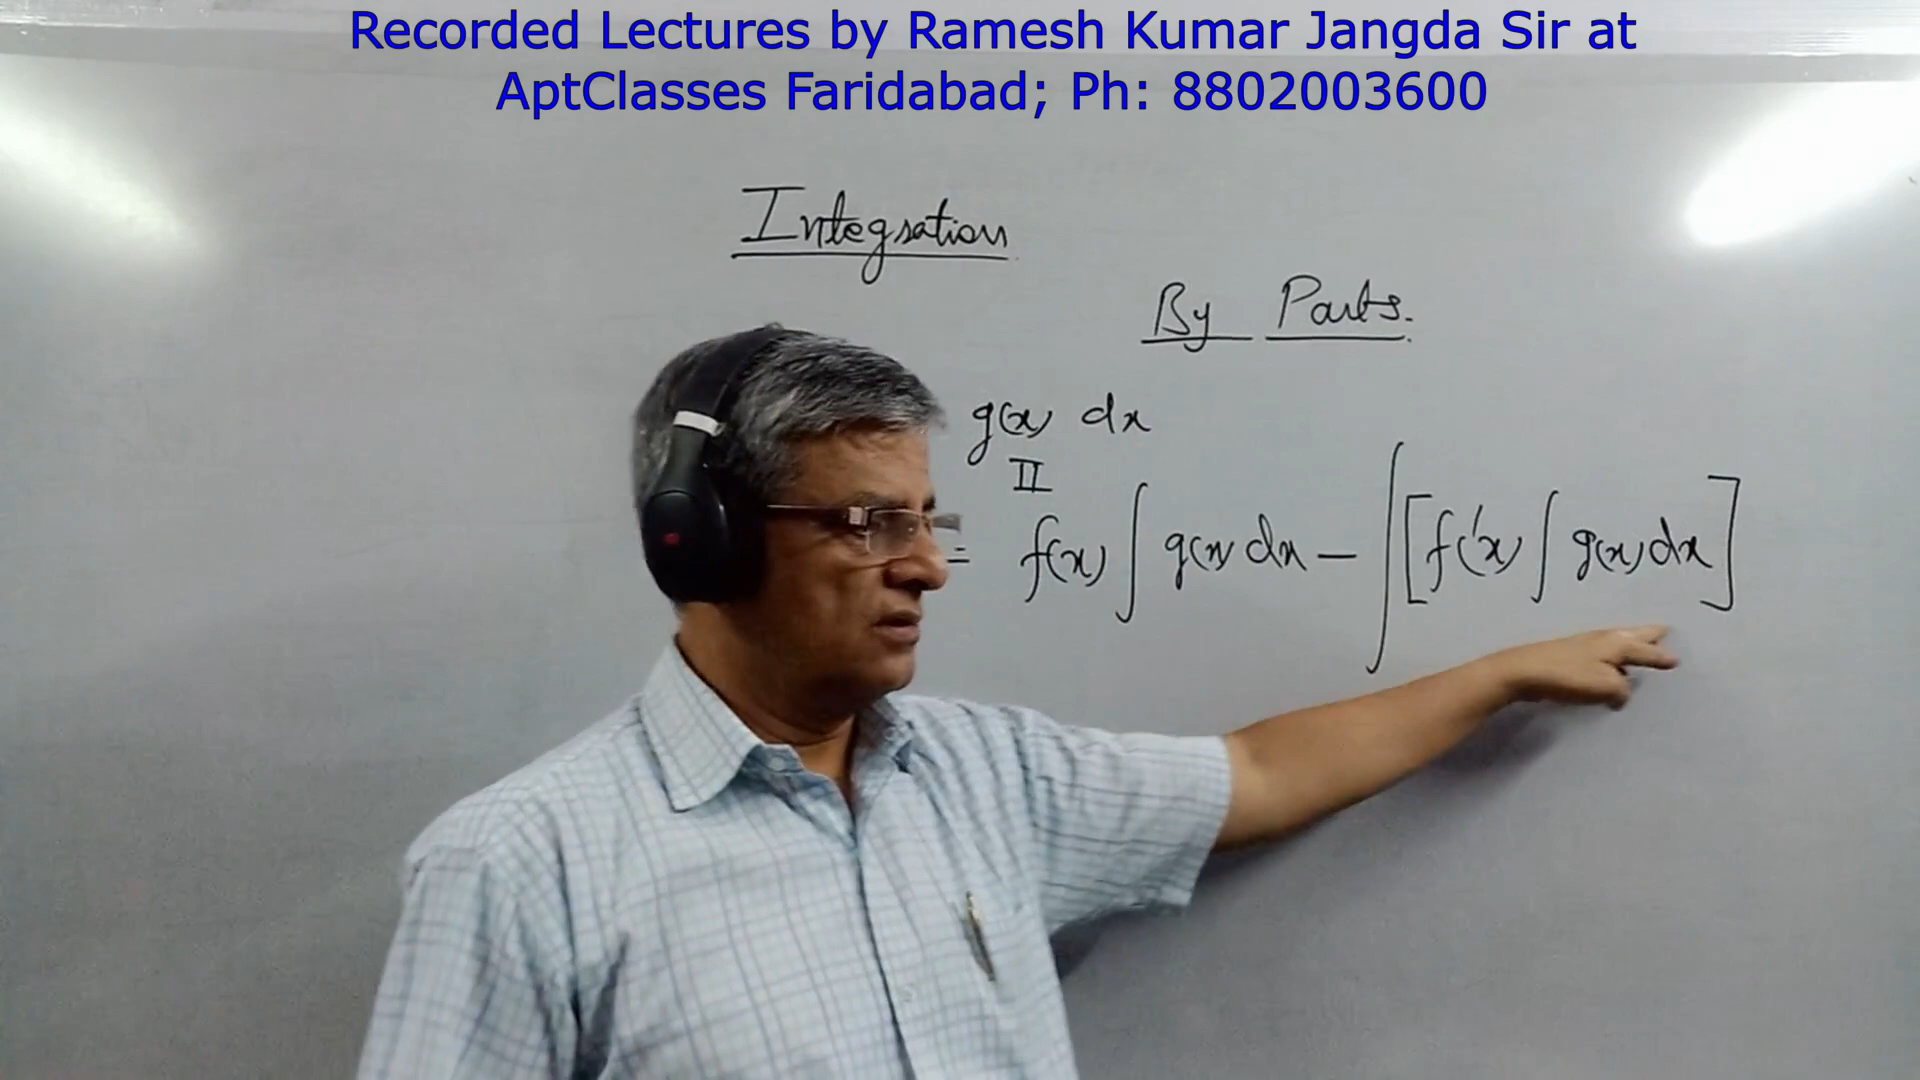 Recorded Lectures by Ramesh Kumar Jangda Sir at
AptClasses Faridabad; Ph: 8802003600
Integration
By Parts.
g(x) dx
II
= f(x) ∫ g(x) dx - ∫ [f'(x) ∫ g(x) dx]